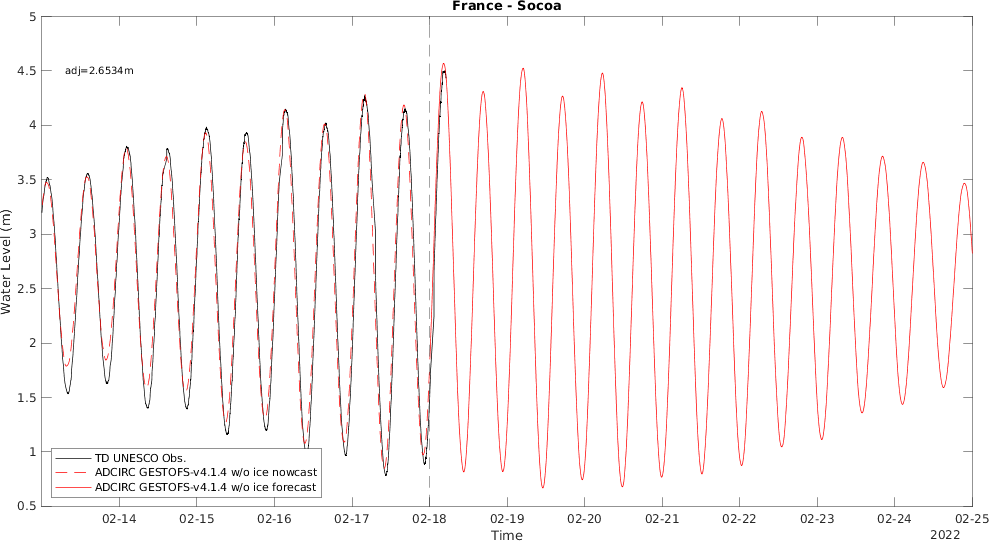 France - Socoa
adj=2.6534m
5
4.5
4
3.5
3
2.5
2
1.5
1
0.5
Water Level (m)
TD UNESCO Obs.
ADCIRC GESTOFS-v4.1.4 w/o ice nowcast
ADCIRC GESTOFS-v4.1.4 w/o ice forecast
02-14 02-15 02-16 02-17 02-18 02-19 02-20 02-21 02-22 02-23 02-24 02-25
Time
2022